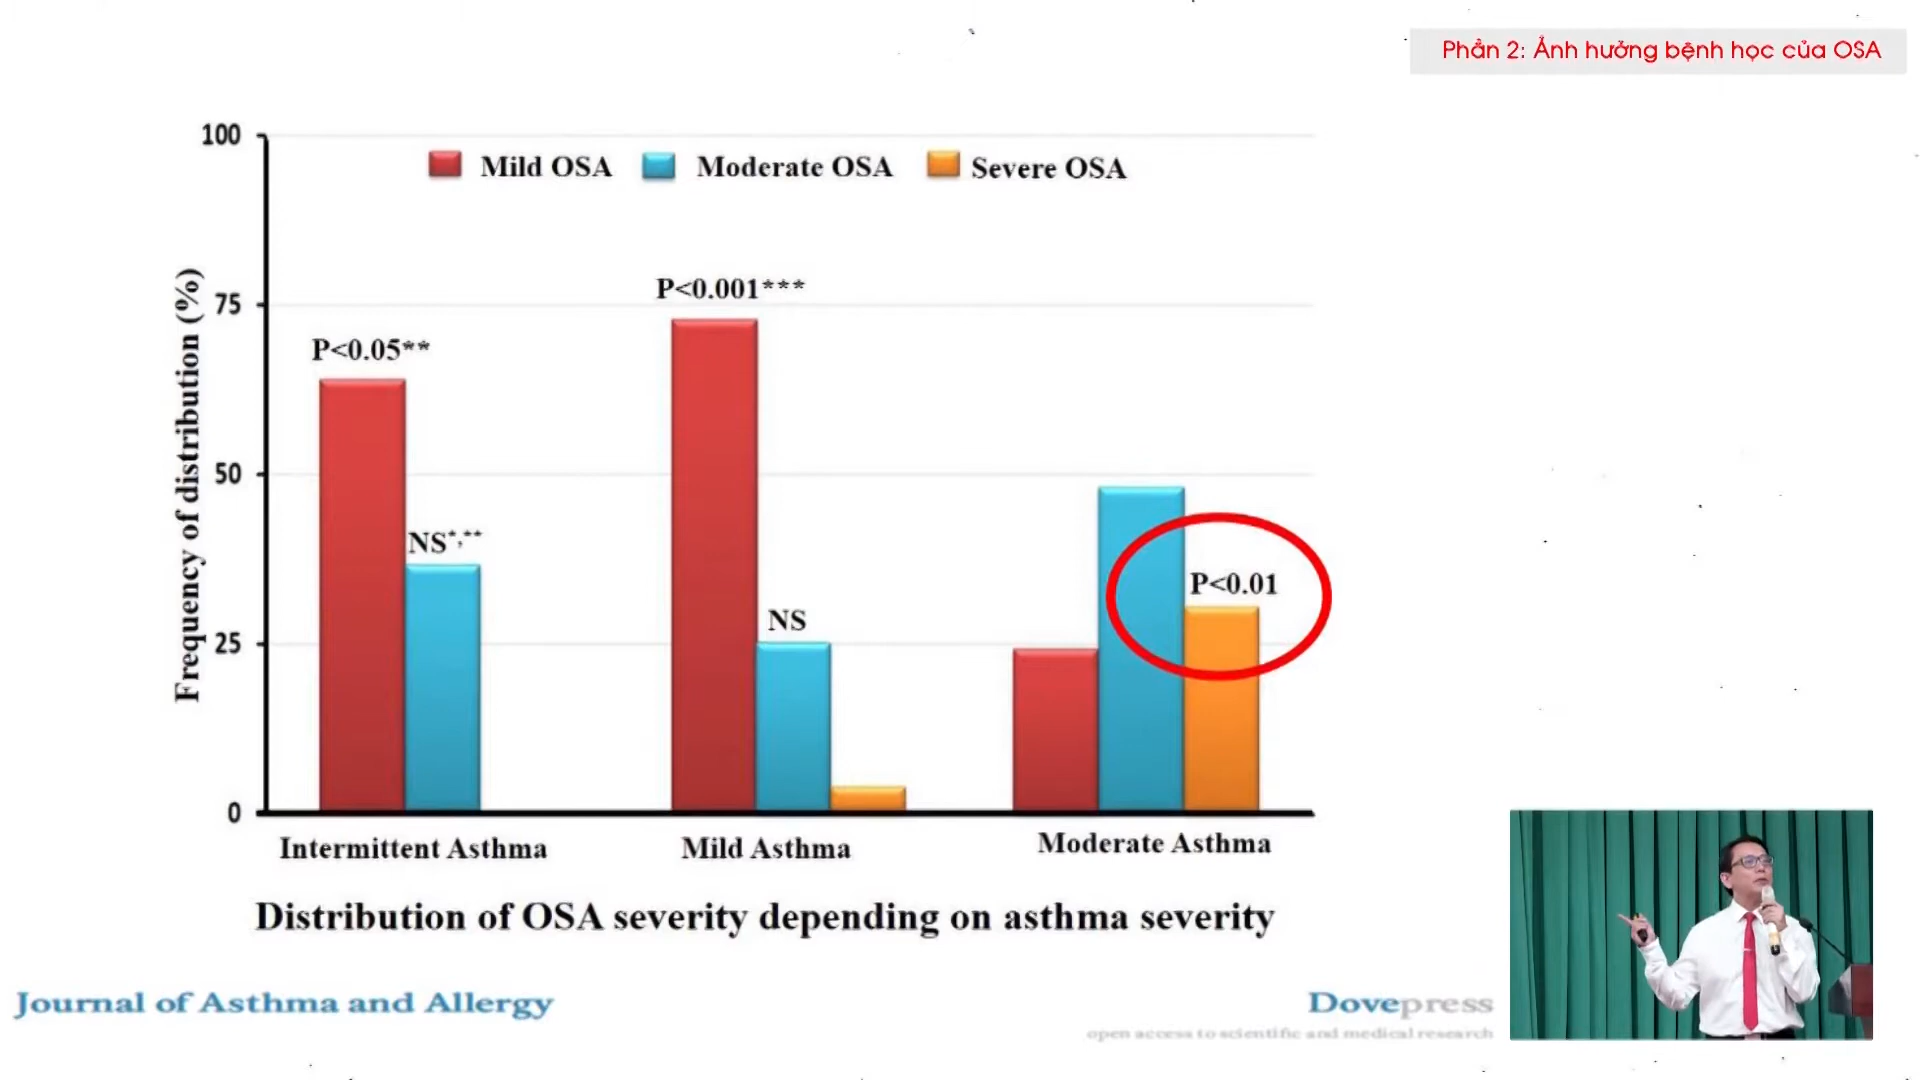 Phần 2: Ảnh hưởng bệnh học của OSA
100
Mild OSA
Moderate OSA
Severe OSA
Frequency of distribution (%)
P<0.001***
75
P<0.05**
50
NS*,**
P<0.01
NS
25
0
Intermittent Asthma
Mild Asthma
Moderate Asthma
Distribution of OSA severity depending on asthma severity
Journal of Asthma and Allergy
Dovepress
open access to scientific and medical research